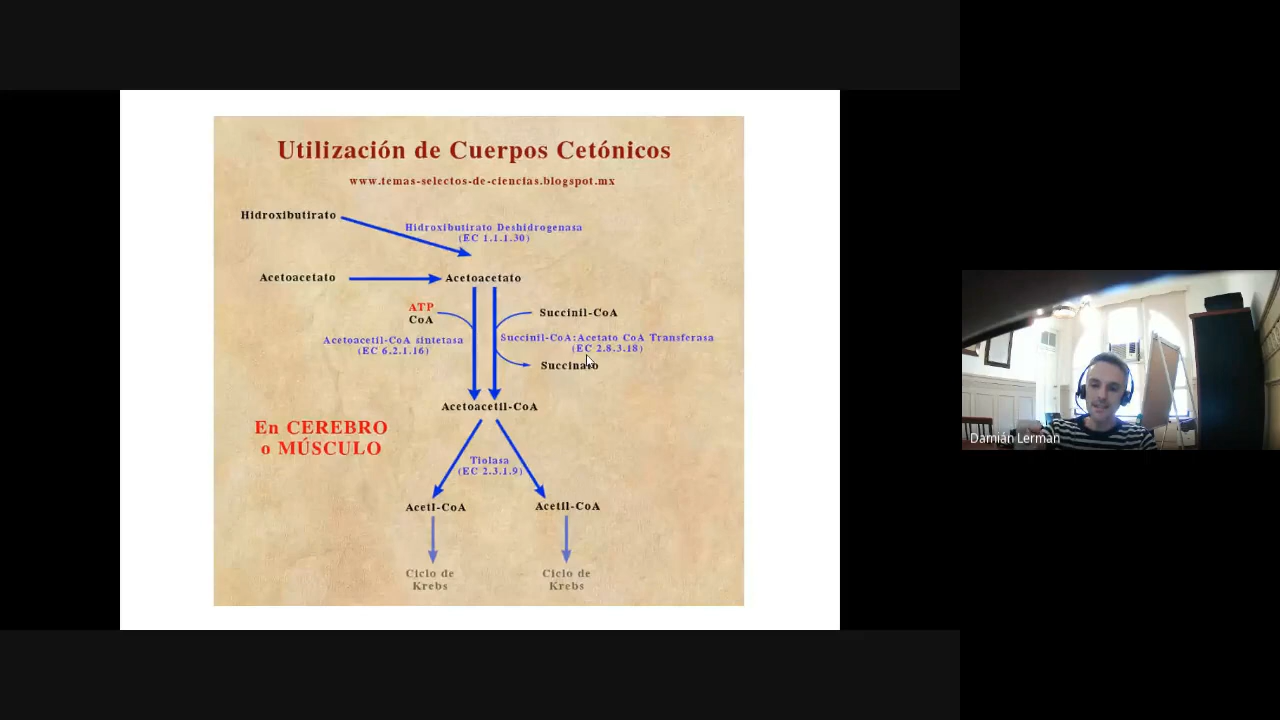 Utilización de Cuerpos Cetónicos
www.temas-selectos-de-ciencias.blogspot.mx
Hidroxibutirato
Hidroxibutirato Deshidrogenasa
(EC 1.1.1.30)
Acetoacetato
Acetoacetato
ATP
CoA
Succinil-CoA
Acetoacetil-CoA sintetasa
(EC 6.2.1.16)
Succinil-CoA:Acetato CoA Transferasa
(EC 2.8.3.18)
Succinato
Acetoacetil-CoA
En CEREBRO
o MÚSCULO
Tiolasa
(EC 2.3.1.9)
Acetl-CoA
Acetil-CoA
Ciclo de
Krebs
Ciclo de
Krebs
Damián Lerman